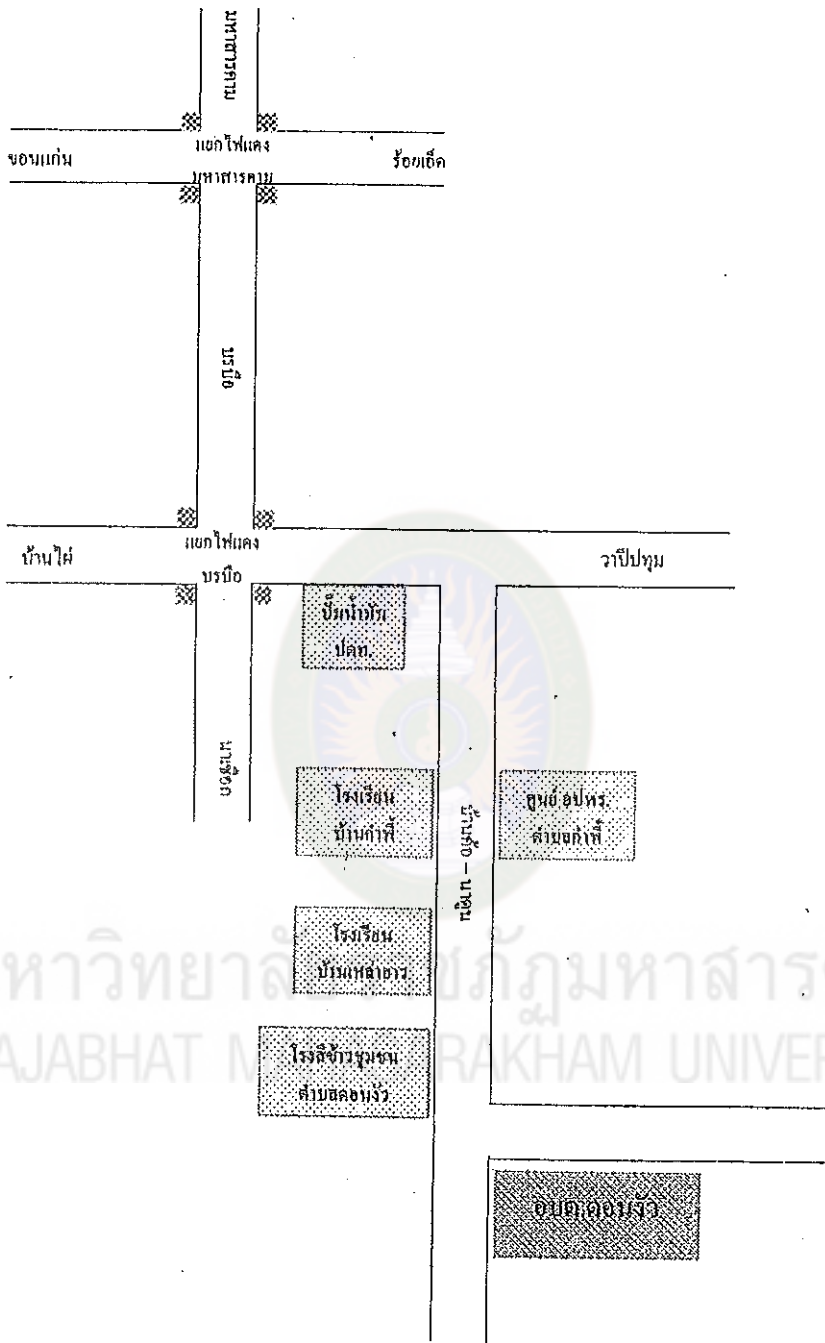 มหาสารคาม
แยกไฟแดง
ขอนแก่น
ร้อยเอ็ด
มหาสารคาม
บรบือ
แยกไฟแดง
บ้านไผ่
วาปีปทุม
บรบือ
ปั๊มน้ำมัน
ปตท.
นาเชือก
โรงเรียน
บ้านกำพี้
ศูนย์ อปพร.
ตำบลกำพี้
– นาดูน
โรงเรียน
บ้านเหล่ายาว
หาวิทยาลั
ชภัฏมหาสาร
AJABHAT M
RAKHAM UNIVER
โรงสีข้าวชุมชน
ตำบลดอนงัว
อบต.ดอนงัว